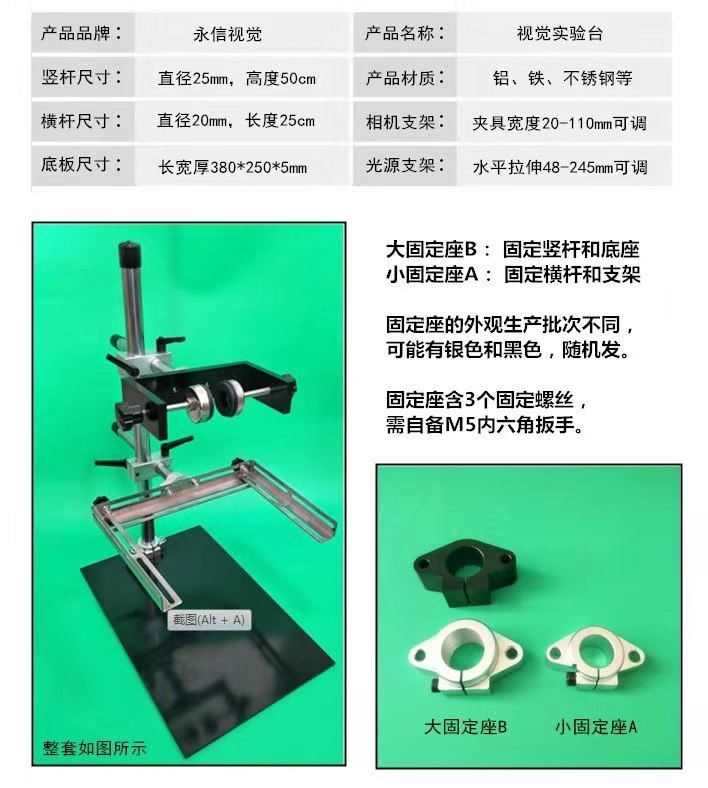 产品品牌： 永信视觉 产品名称： 视觉实验台
竖杆尺寸： 直径25mm，高度50cm 产品材质： 铝、铁、不锈钢等
横杆尺寸： 直径20mm，长度25cm 相机支架： 夹具宽度20-110mm可调
底板尺寸： 长宽厚380*250*5mm 光源支架： 水平拉伸48-245mm可调
大固定座B： 固定竖杆和底座
小固定座A： 固定横杆和支架
固定座的外观生产批次不同，
可能有银色和黑色，随机发。
固定座含3个固定螺丝，
需自备M5内六角扳手。
截图(Alt + A)
整套如图所示
大固定座B 小固定座A